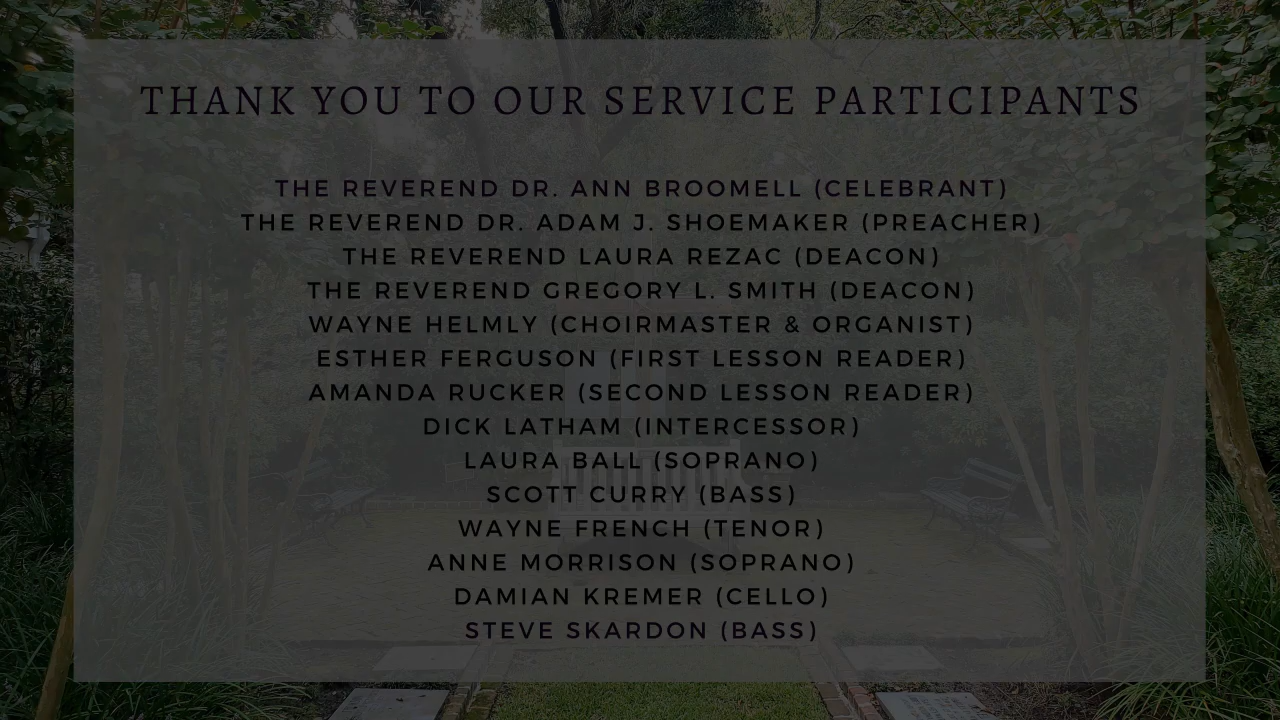 THANK YOU TO OUR SERVICE PARTICIPANTS
THE REVEREND DR. ANN BROOMELL (CELEBRANT)
THE REVEREND DR. ADAM J. SHOEMAKER (PREACHER)
THE REVEREND LAURA REZAC (DEACON)
THE REVEREND GREGORY L. SMITH (DEACON)
WAYNE HELMLY (CHOIRMASTER & ORGANIST)
ESTHER FERGUSON (FIRST LESSON READER)
AMANDA RUCKER (SECOND LESSON READER)
DICK LATHAM (INTERCESSOR)
LAURA BALL (SOPRANO)
SCOTT CURRY (BASS)
WAYNE FRENCH (TENOR)
ANNE MORRISON (SOPRANO)
DAMIAN KREMER (CELLO)
STEVE SKARDON (BASS)